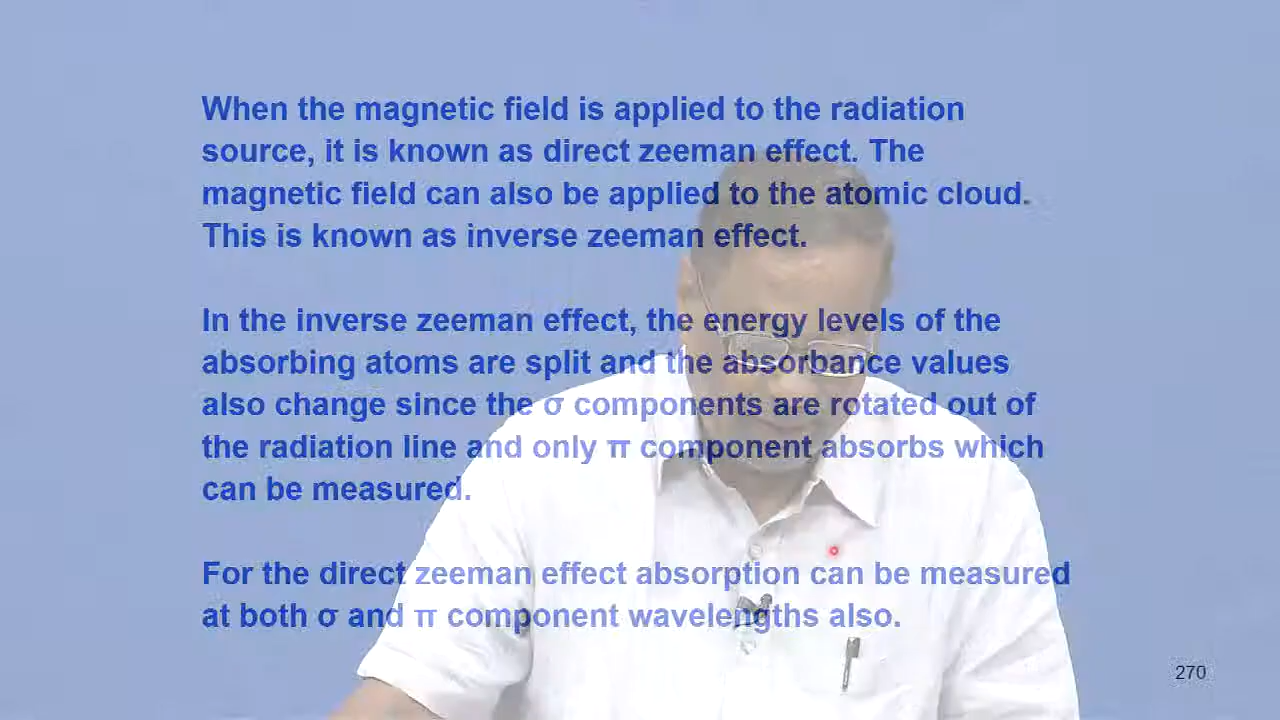 When the magnetic field is applied to the radiation
source, it is known as direct zeeman effect. The
magnetic field can also be applied to the atomic cloud.
This is known as inverse zeeman effect.
In the inverse zeeman effect, the energy levels of the
absorbing atoms are split and the absorbance values
also change since the σ components are rotated out of
the radiation line and only π component absorbs which
can be measured.
For the direct zeeman effect absorption can be measured
at both σ and π component wavelengths also.
270